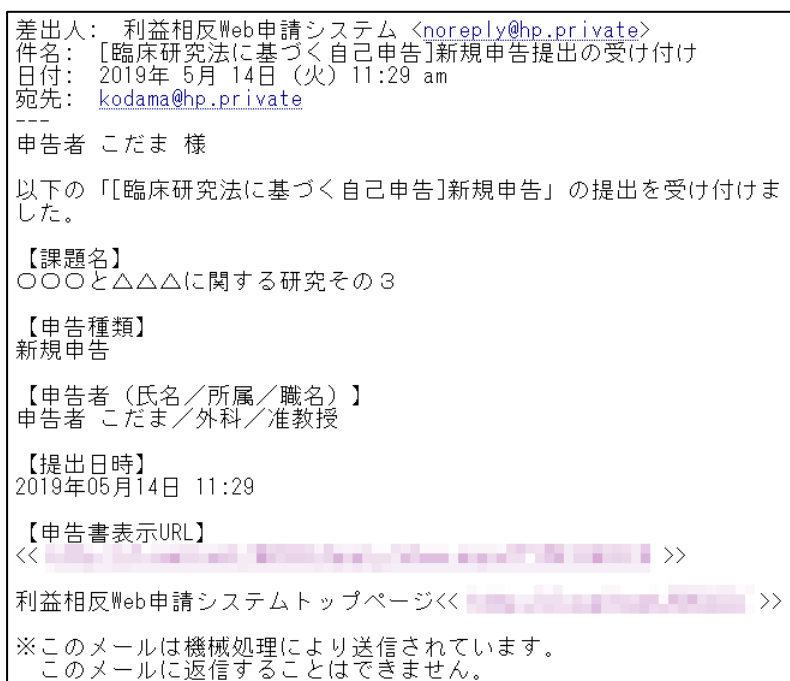 差出人: 利益相反Web申請システム <noreply@hp.private>
件名: [臨床研究法に基づく自己申告]新規申告提出の受け付け
日付: 2019年 5月 14日 (火) 11:29 am
宛先: kodama@hp.private
---
申告者 こだま 様
以下の「[臨床研究法に基づく自己申告]新規申告」の提出を受け付けま
した。
【課題名】
○○○と△△△に関する研究その３
【申告種類】
新規申告
【申告者（氏名／所属／職名）】
申告者 こだま／外科／准教授
【提出日時】
2019年05月14日 11:29
【申告書表示URL】
<< >>
利益相反Web申請システムトップページ<< >>
※このメールは機械処理により送信されています。
このメールに返信することはできません。